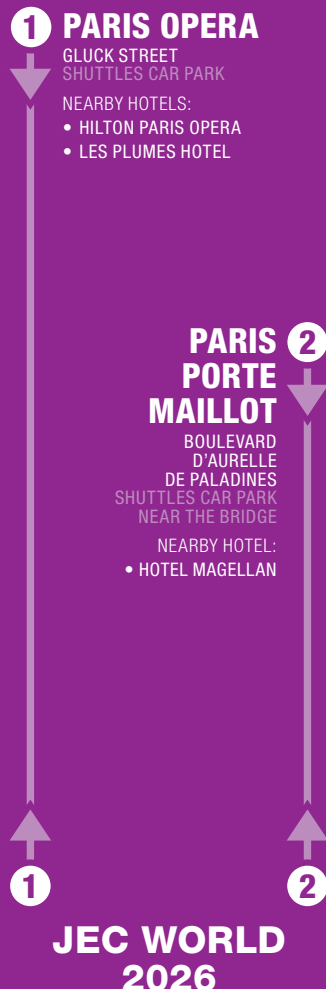 1 PARIS OPERA
GLUCK STREET
SHUTTLES CAR PARK
NEARBY HOTELS:
• HILTON PARIS OPERA
• LES PLUMES HOTEL
PARIS 2
PORTE
MAILLOT
BOULEVARD
D'AURELLE
DE PALADINES
SHUTTLES CAR PARK
NEAR THE BRIDGE
NEARBY HOTEL:
• HOTEL MAGELLAN
1 2
JEC WORLD
2026